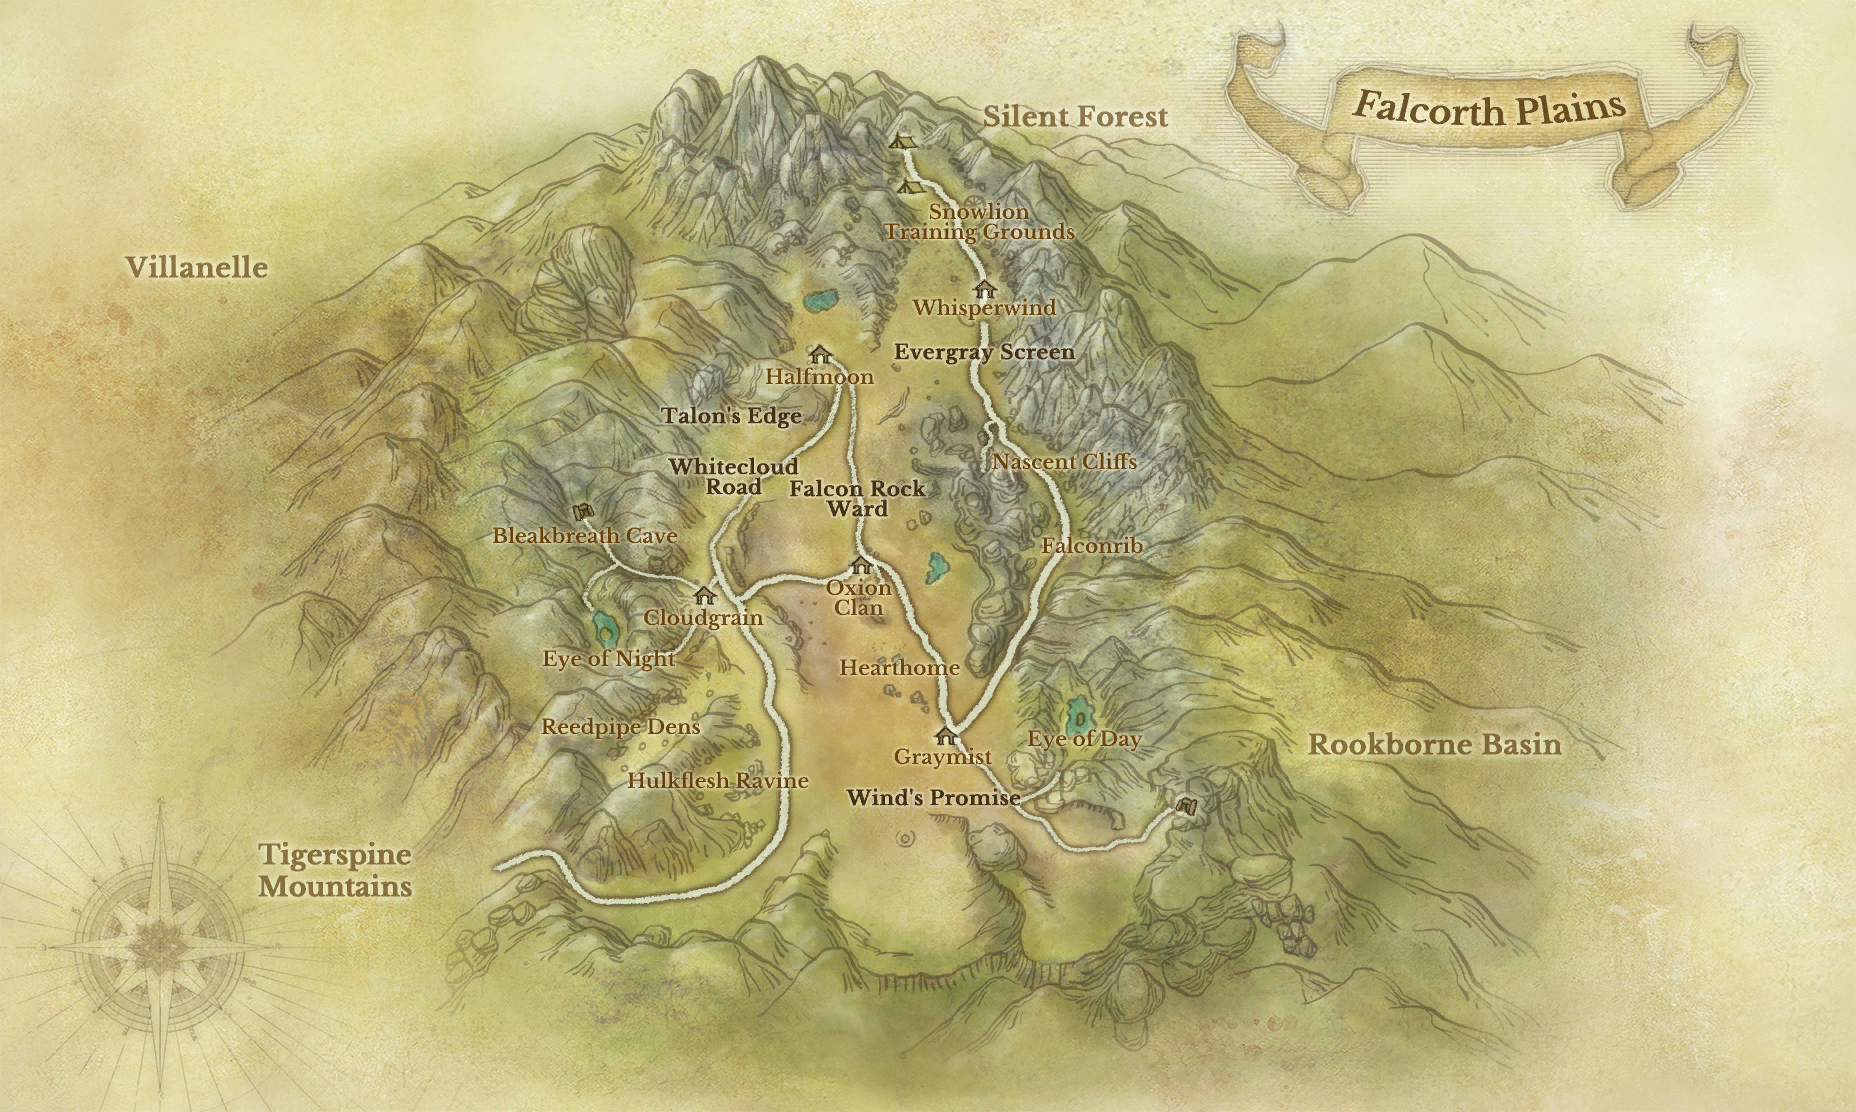 Falcorth Plains
Silent Forest
Snowlion
Training Grounds
Villanelle
Whisperwind
Evergray Screen
Halfmoon
Talon's Edge
Whitecloud
Road
Falcon Rock
Ward
Nascent Cliffs
Bleakbreath Cave
Falconrib
Oxion
Clan
Cloudgrain
Eye of Night
Hearthome
Reedpipe Dens
Eye of Day
Rookborne Basin
Graymist
Hulkflesh Ravine
Wind's Promise
Tigerspine
Mountains